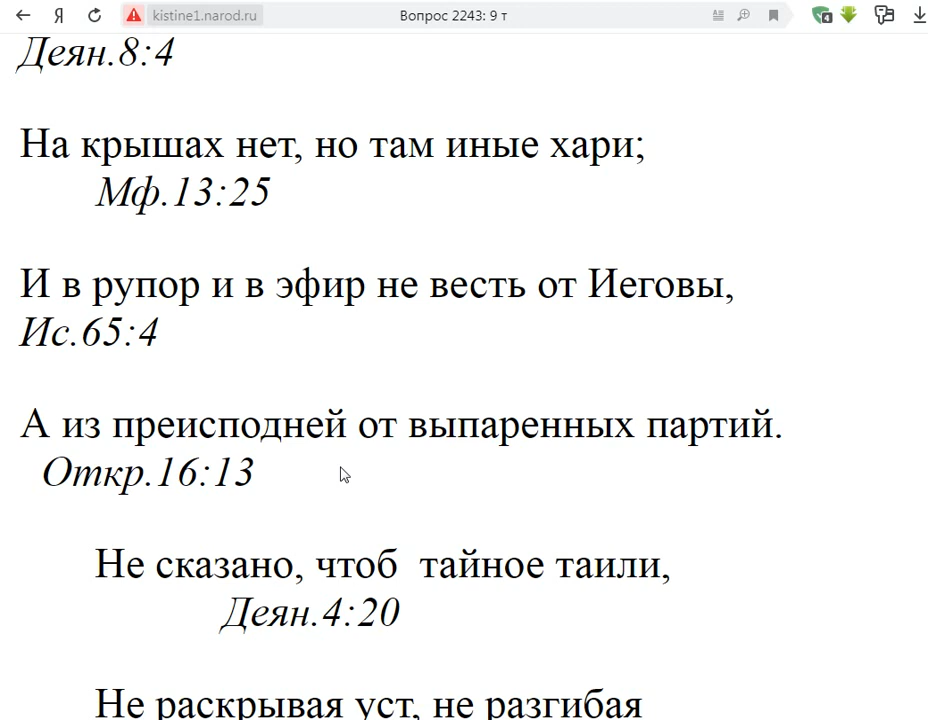 kistine1.narod.ru
Вопрос 2243: 9 т
4
Деян.8:4
На крышах нет, но там иные хари;
Мф.13:25
И в рупор и в эфир не весть от Иеговы,
Ис.65:4
А из преисподней от выпаренных партий.
Откр.16:13
Не сказано, чтоб тайное таили,
Деян.4:20
Не раскрывая уст, не разгибая